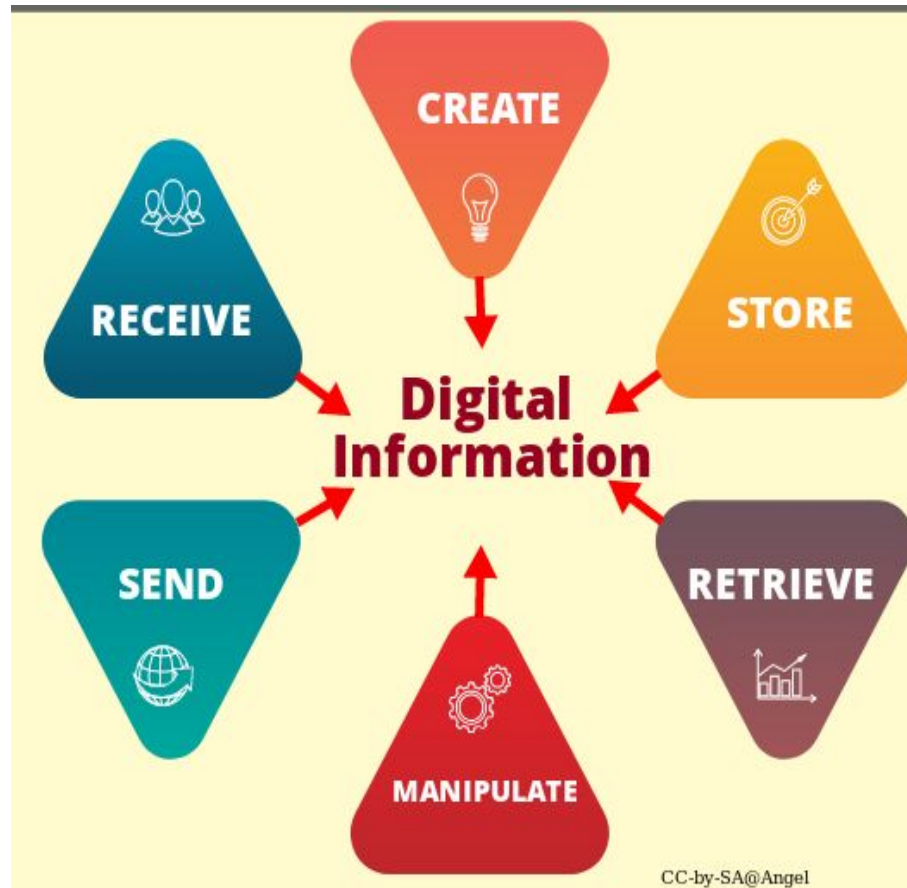 CREATE
RECEIVE
STORE
Digital
Information
SEND
RETRIEVE
MANIPULATE
CC-by-SA@Angel